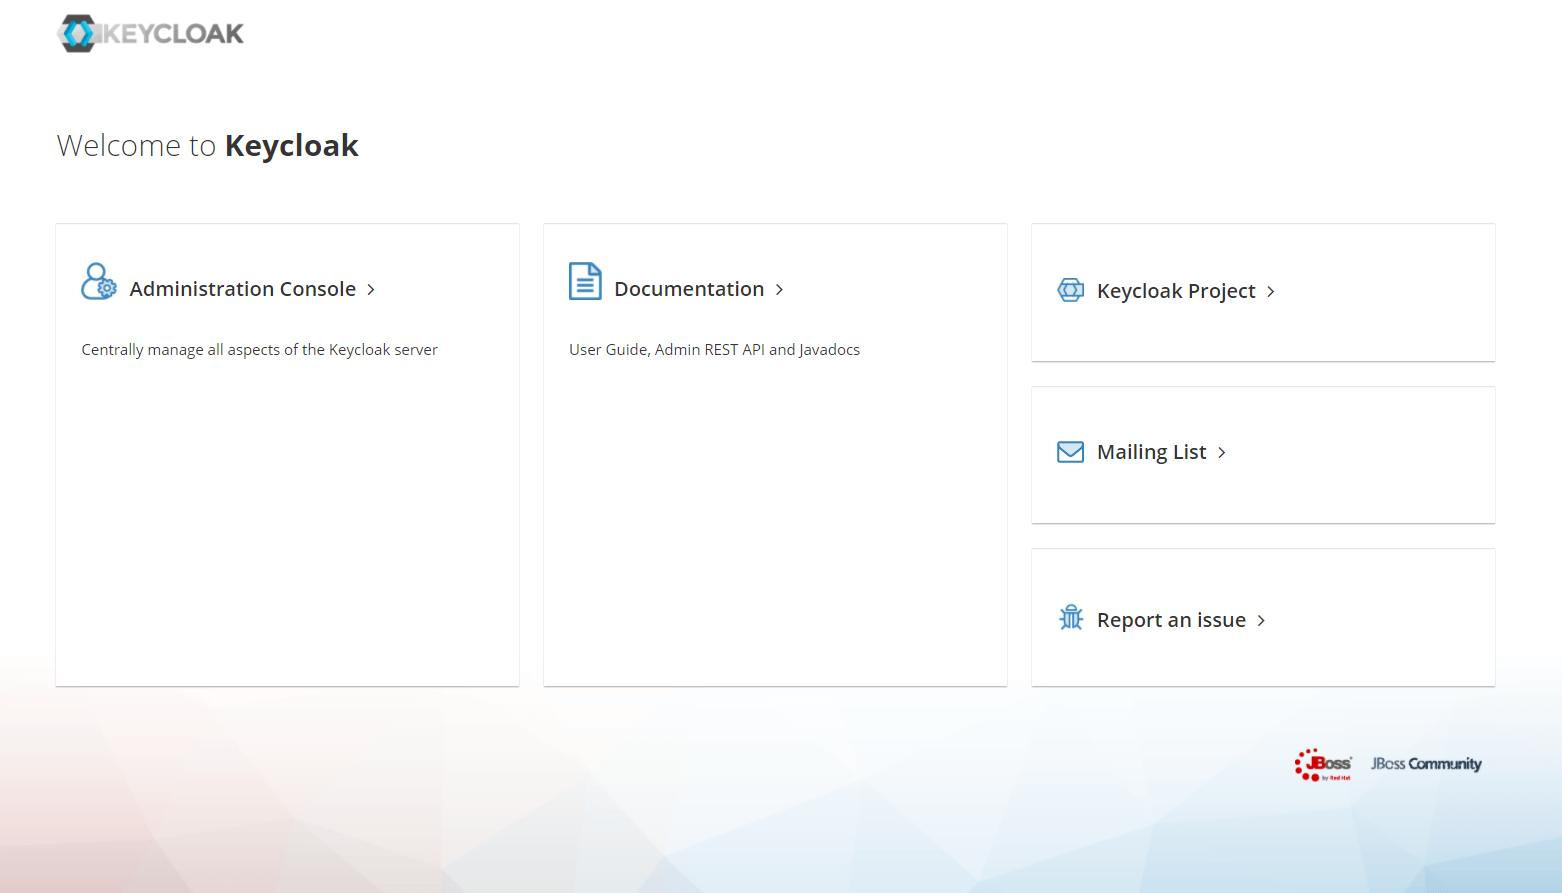 KEYCLOAK
Welcome to Keycloak
Administration Console
Centrally manage all aspects of the Keycloak server
Documentation
User Guide, Admin REST API and Javadocs
Keycloak Project
Mailing List
Report an issue
JBoss by Red Hat
JBoss Community